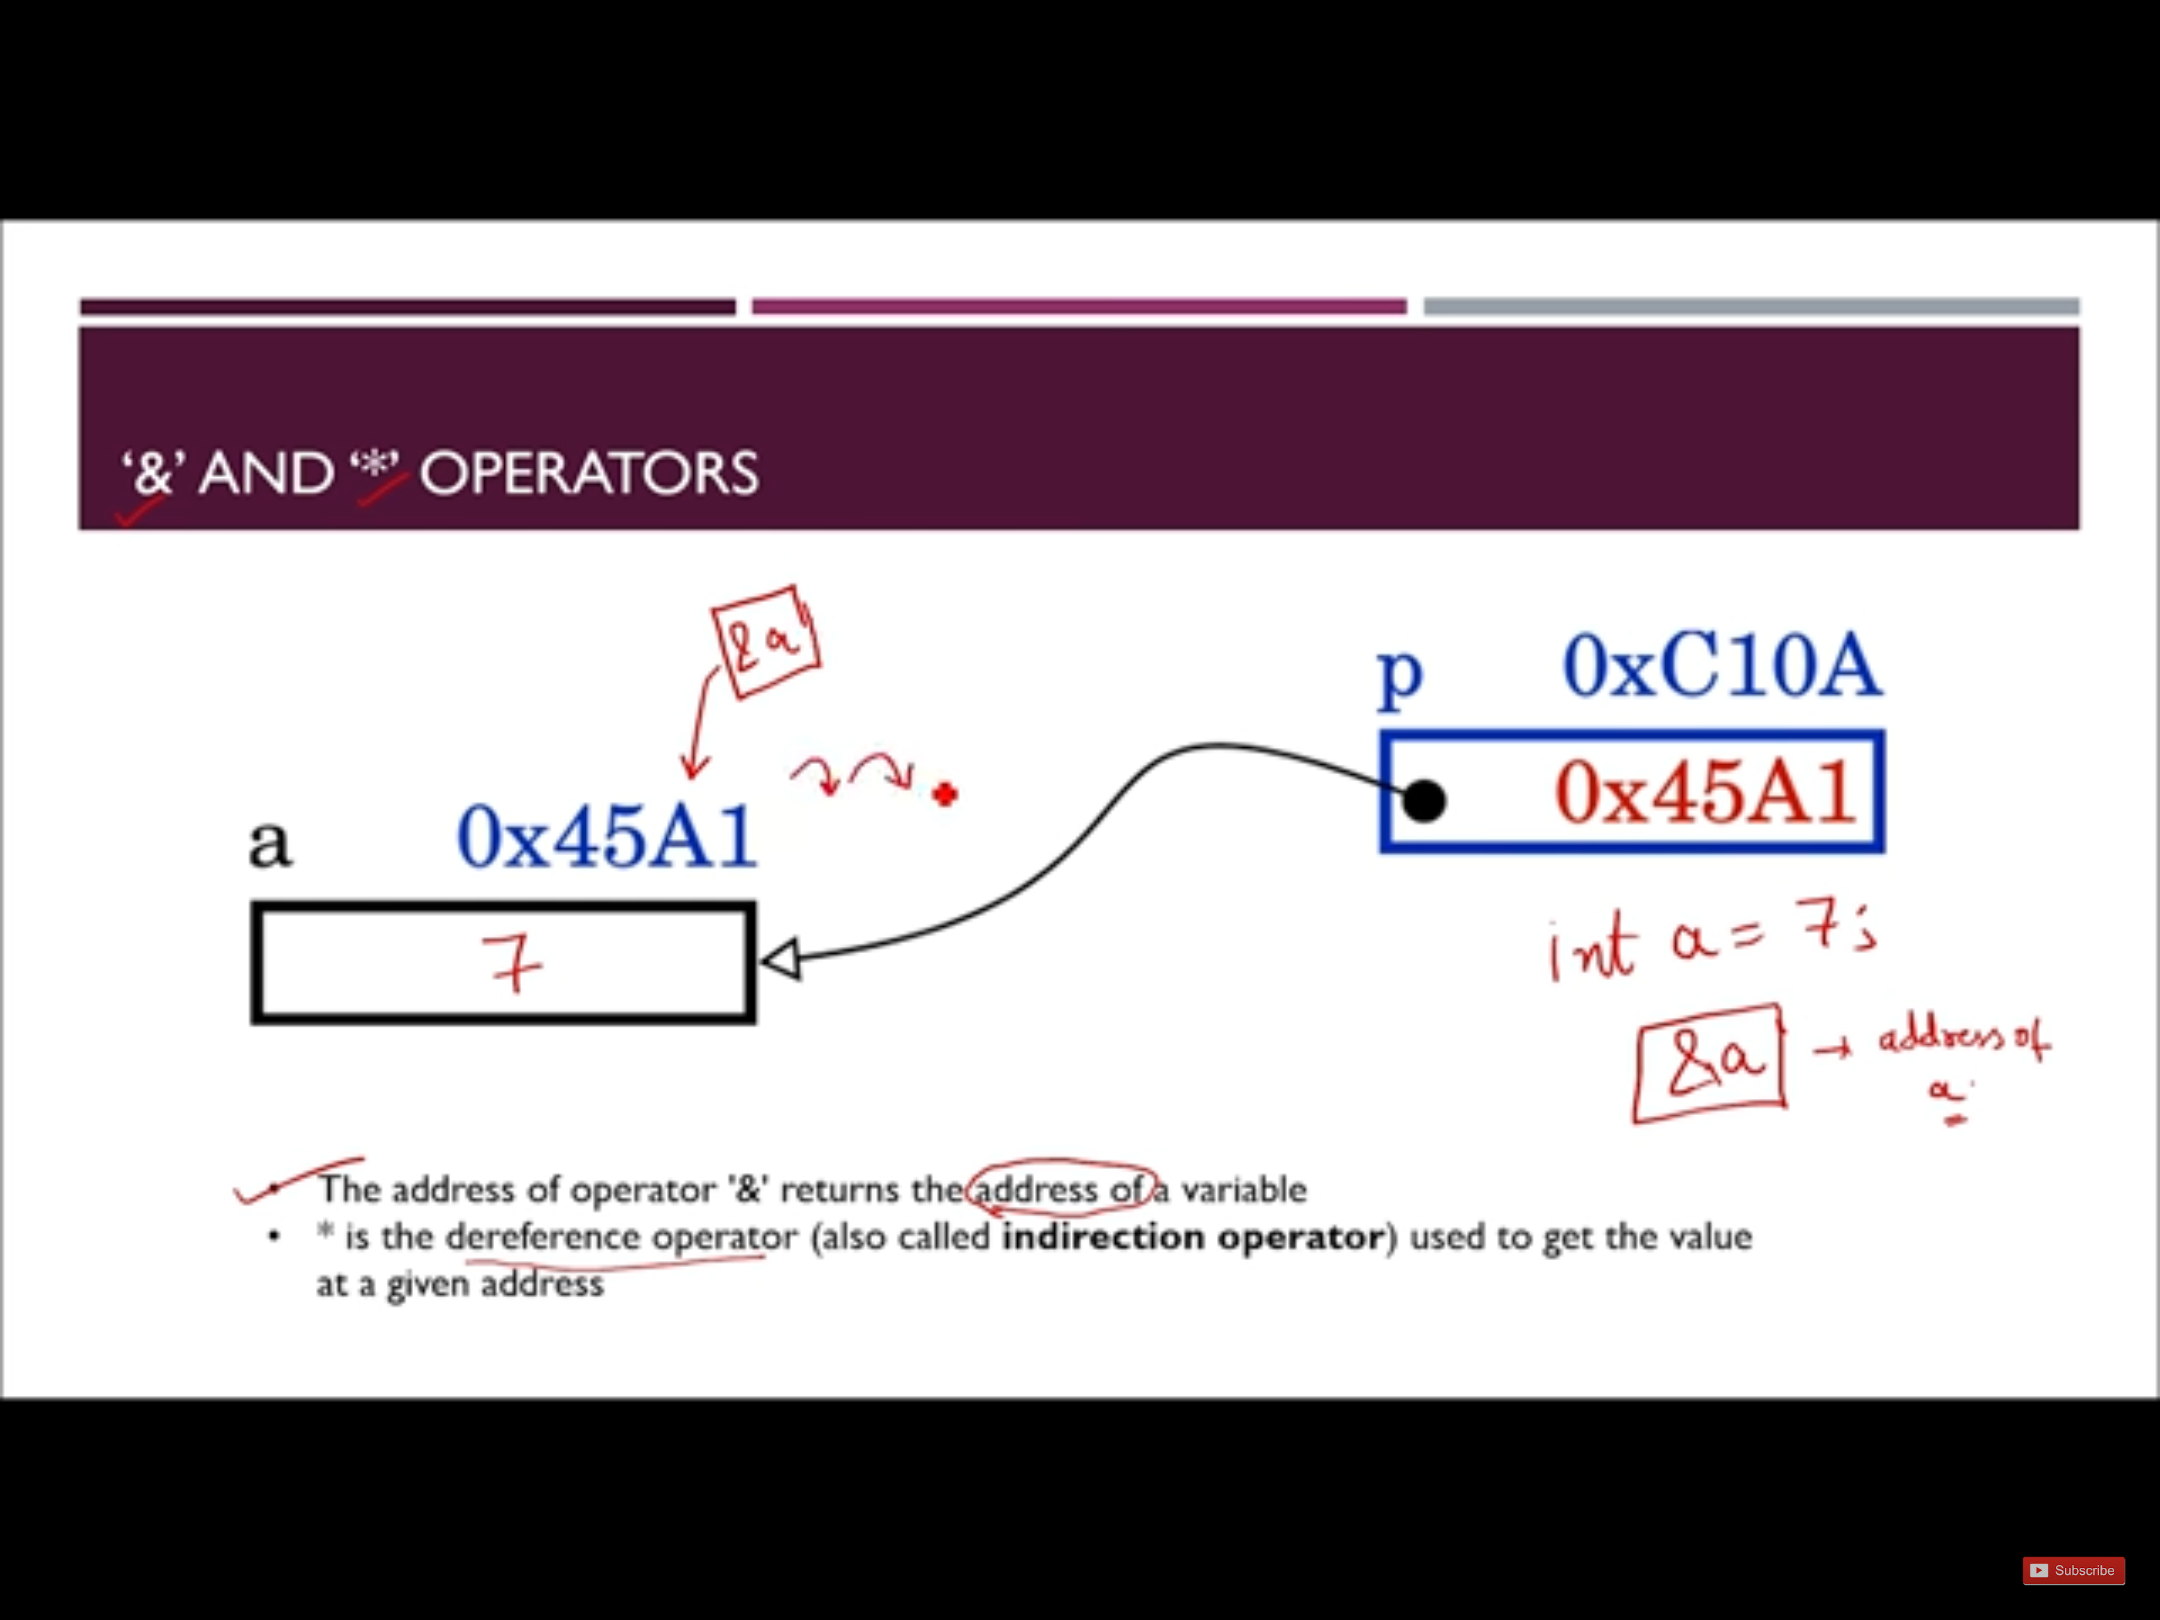 ‘&’ AND ‘*’ OPERATORS
&a
p 0xC10A
0x45A1
a 0x45A1
7
int a = 7;
&a → address of
a
• The address of operator '&' returns the address of a variable
• * is the dereference operator (also called indirection operator) used to get the value
at a given address
Subscribe